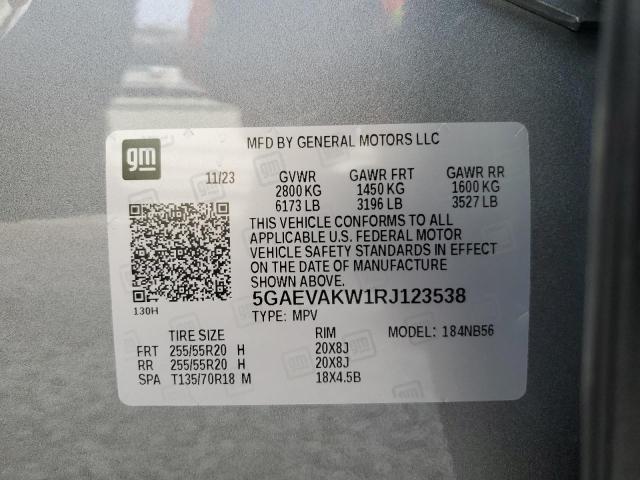 gm
MFD BY GENERAL MOTORS LLC
11/23 GVWR GAWR FRT GAWR RR
2800 KG 1450 KG 1600 KG
6173 LB 3196 LB 3527 LB
THIS VEHICLE CONFORMS TO ALL
APPLICABLE U.S. FEDERAL MOTOR
VEHICLE SAFETY STANDARDS IN EFFECT
ON THE DATE OF MANUFACTURE
SHOWN ABOVE.
5GAEVAKW1RJ123538
130H
TYPE: MPV
TIRE SIZE RIM MODEL: 184NB56
FRT 255/55R20 H 20X8J
RR 255/55R20 H 20X8J
SPA T135/70R18 M 18X4.5B